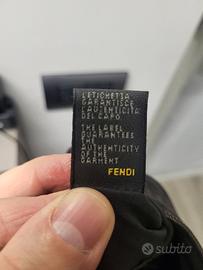 L'ETICHETTA
GARANTISCE
L'AUTENTICITÀ
DEL CAPO.
THE LABEL
GUARANTEES
THE
AUTHENTICITY
OF THE
GARMENT
FENDI
subito